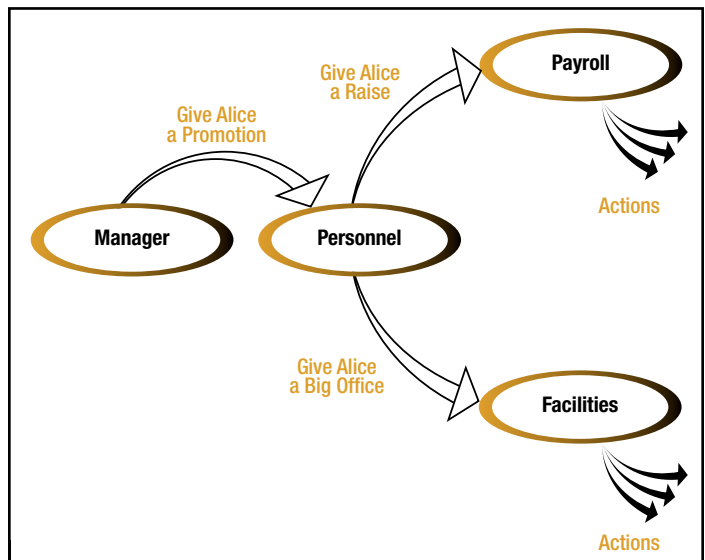 Payroll
Give Alice
a Raise
Give Alice
a Promotion
Actions
Manager
Personnel
Give Alice
a Big Office
Facilities
Actions